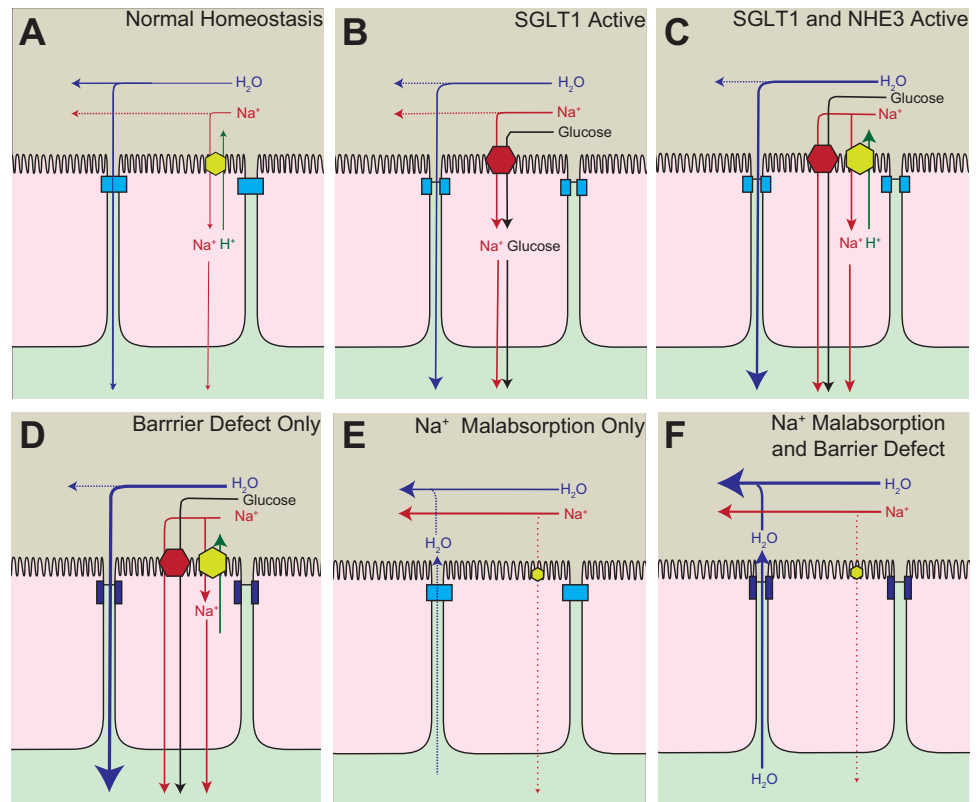 A
Normal Homeostasis
H₂O
Na⁺
Na⁺ H⁺
B
SGLT1 Active
H₂O
Na⁺
Glucose
Na⁺ Glucose
C
SGLT1 and NHE3 Active
H₂O
Glucose
Na⁺
Na⁺ H⁺
D
Barrrier Defect Only
H₂O
Glucose
Na⁺
Na⁺
E
Na⁺ Malabsorption Only
H₂O
Na⁺
H₂O
F
Na⁺ Malabsorption
and Barrier Defect
H₂O
Na⁺
H₂O
H₂O